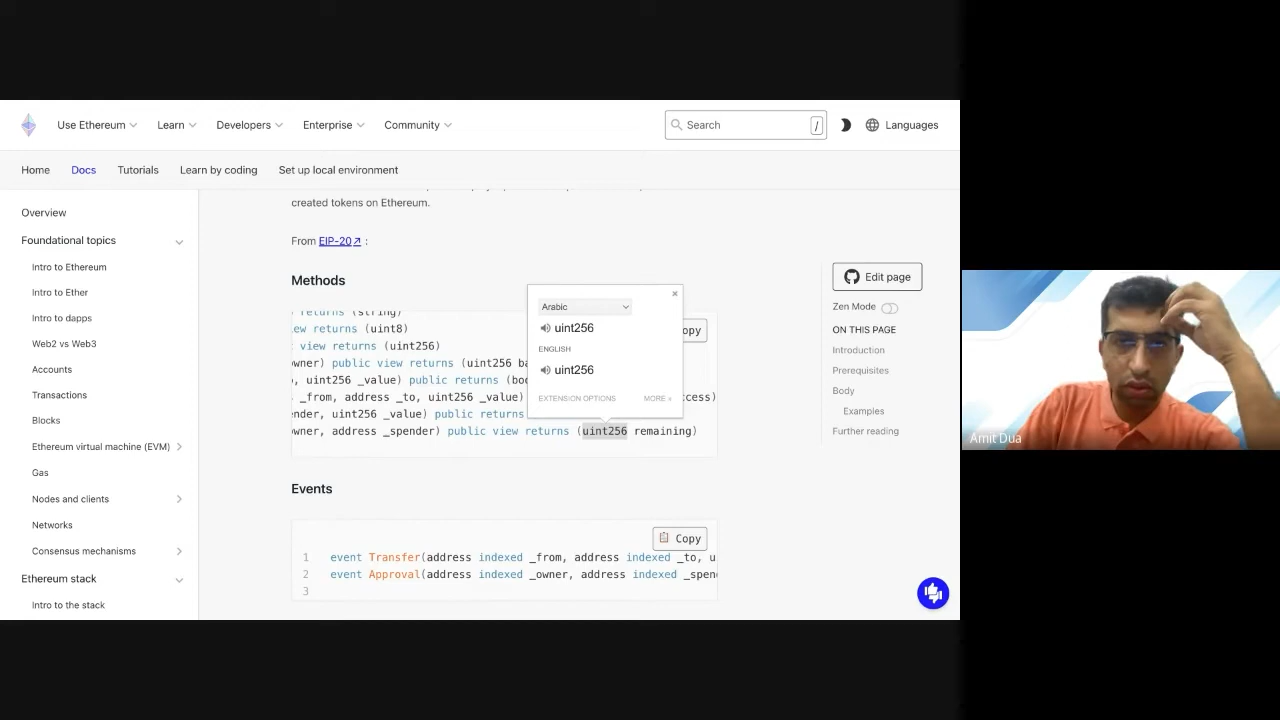 Use Ethereum
Learn
Developers
Enterprise
Community
Search
/
Languages
Home
Docs
Tutorials
Learn by coding
Set up local environment
Overview
Foundational topics
Intro to Ethereum
Intro to Ether
Intro to dapps
Web2 vs Web3
Accounts
Transactions
Blocks
Ethereum virtual machine (EVM)
Gas
Nodes and clients
Networks
Consensus mechanisms
Ethereum stack
Intro to the stack
created tokens on Ethereum.
From EIP-20 :
Methods
returns (string)
ew returns (uint8)
view returns (uint256)
owner) public view returns (uint256 ba
, uint256 _value) public returns (boo
_from, address _to, uint256 _value)
ccess)
ender, uint256 _value) public returns
owner, address _spender) public view returns (uint256 remaining)
opy
Arabic
uint256
ENGLISH
uint256
EXTENSION OPTIONS
MORE »
Events
Copy
1 event Transfer(address indexed _from, address indexed _to, u
2 event Approval(address indexed _owner, address indexed _spen
3
Edit page
Zen Mode
ON THIS PAGE
Introduction
Prerequisites
Body
Examples
Further reading
Amit Dua